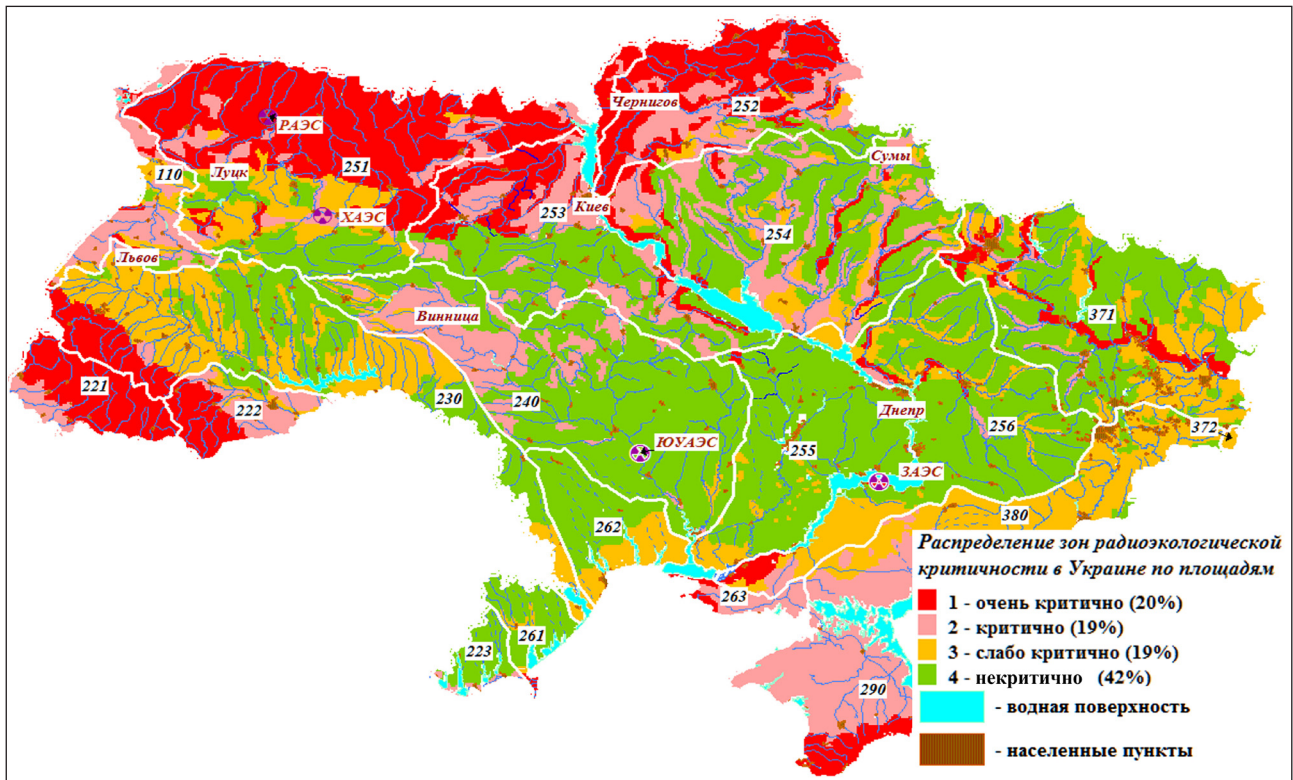 Чернигов
252
РАЭС
Сумы
251
110
Луцк
ХАЭС
Киев
253
254
Львов
371
Винница
221
222
230
240
Днепр
256
372
ЮУАЭС
255
ЗАЭС
262
380
263
261
223
290
Распределение зон радиоэкологической
критичности в Украине по площадям
1 - очень критично (20%)
2 - критично (19%)
3 - слабо критично (19%)
4 - некритично (42%)
- водная поверхность
- населенные пункты